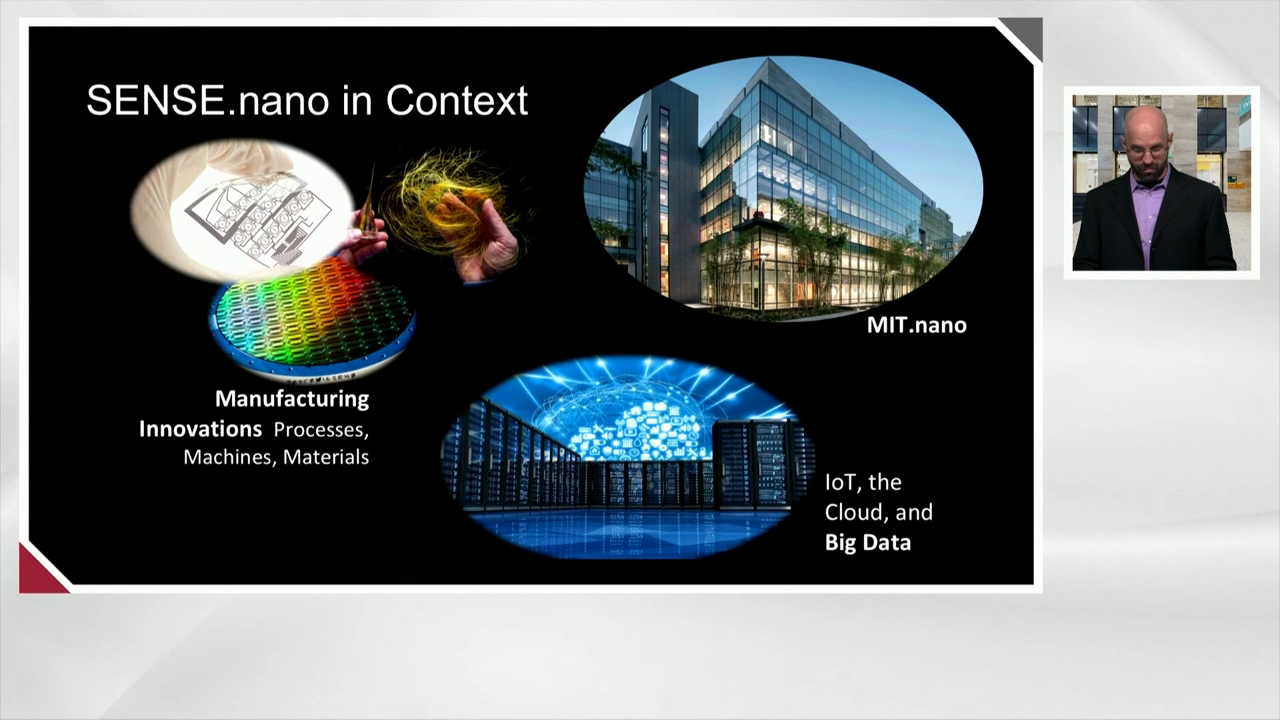 SENSE.nano in Context
MIT.nano
Manufacturing
Innovations Processes,
Machines, Materials
IoT, the
Cloud, and
Big Data